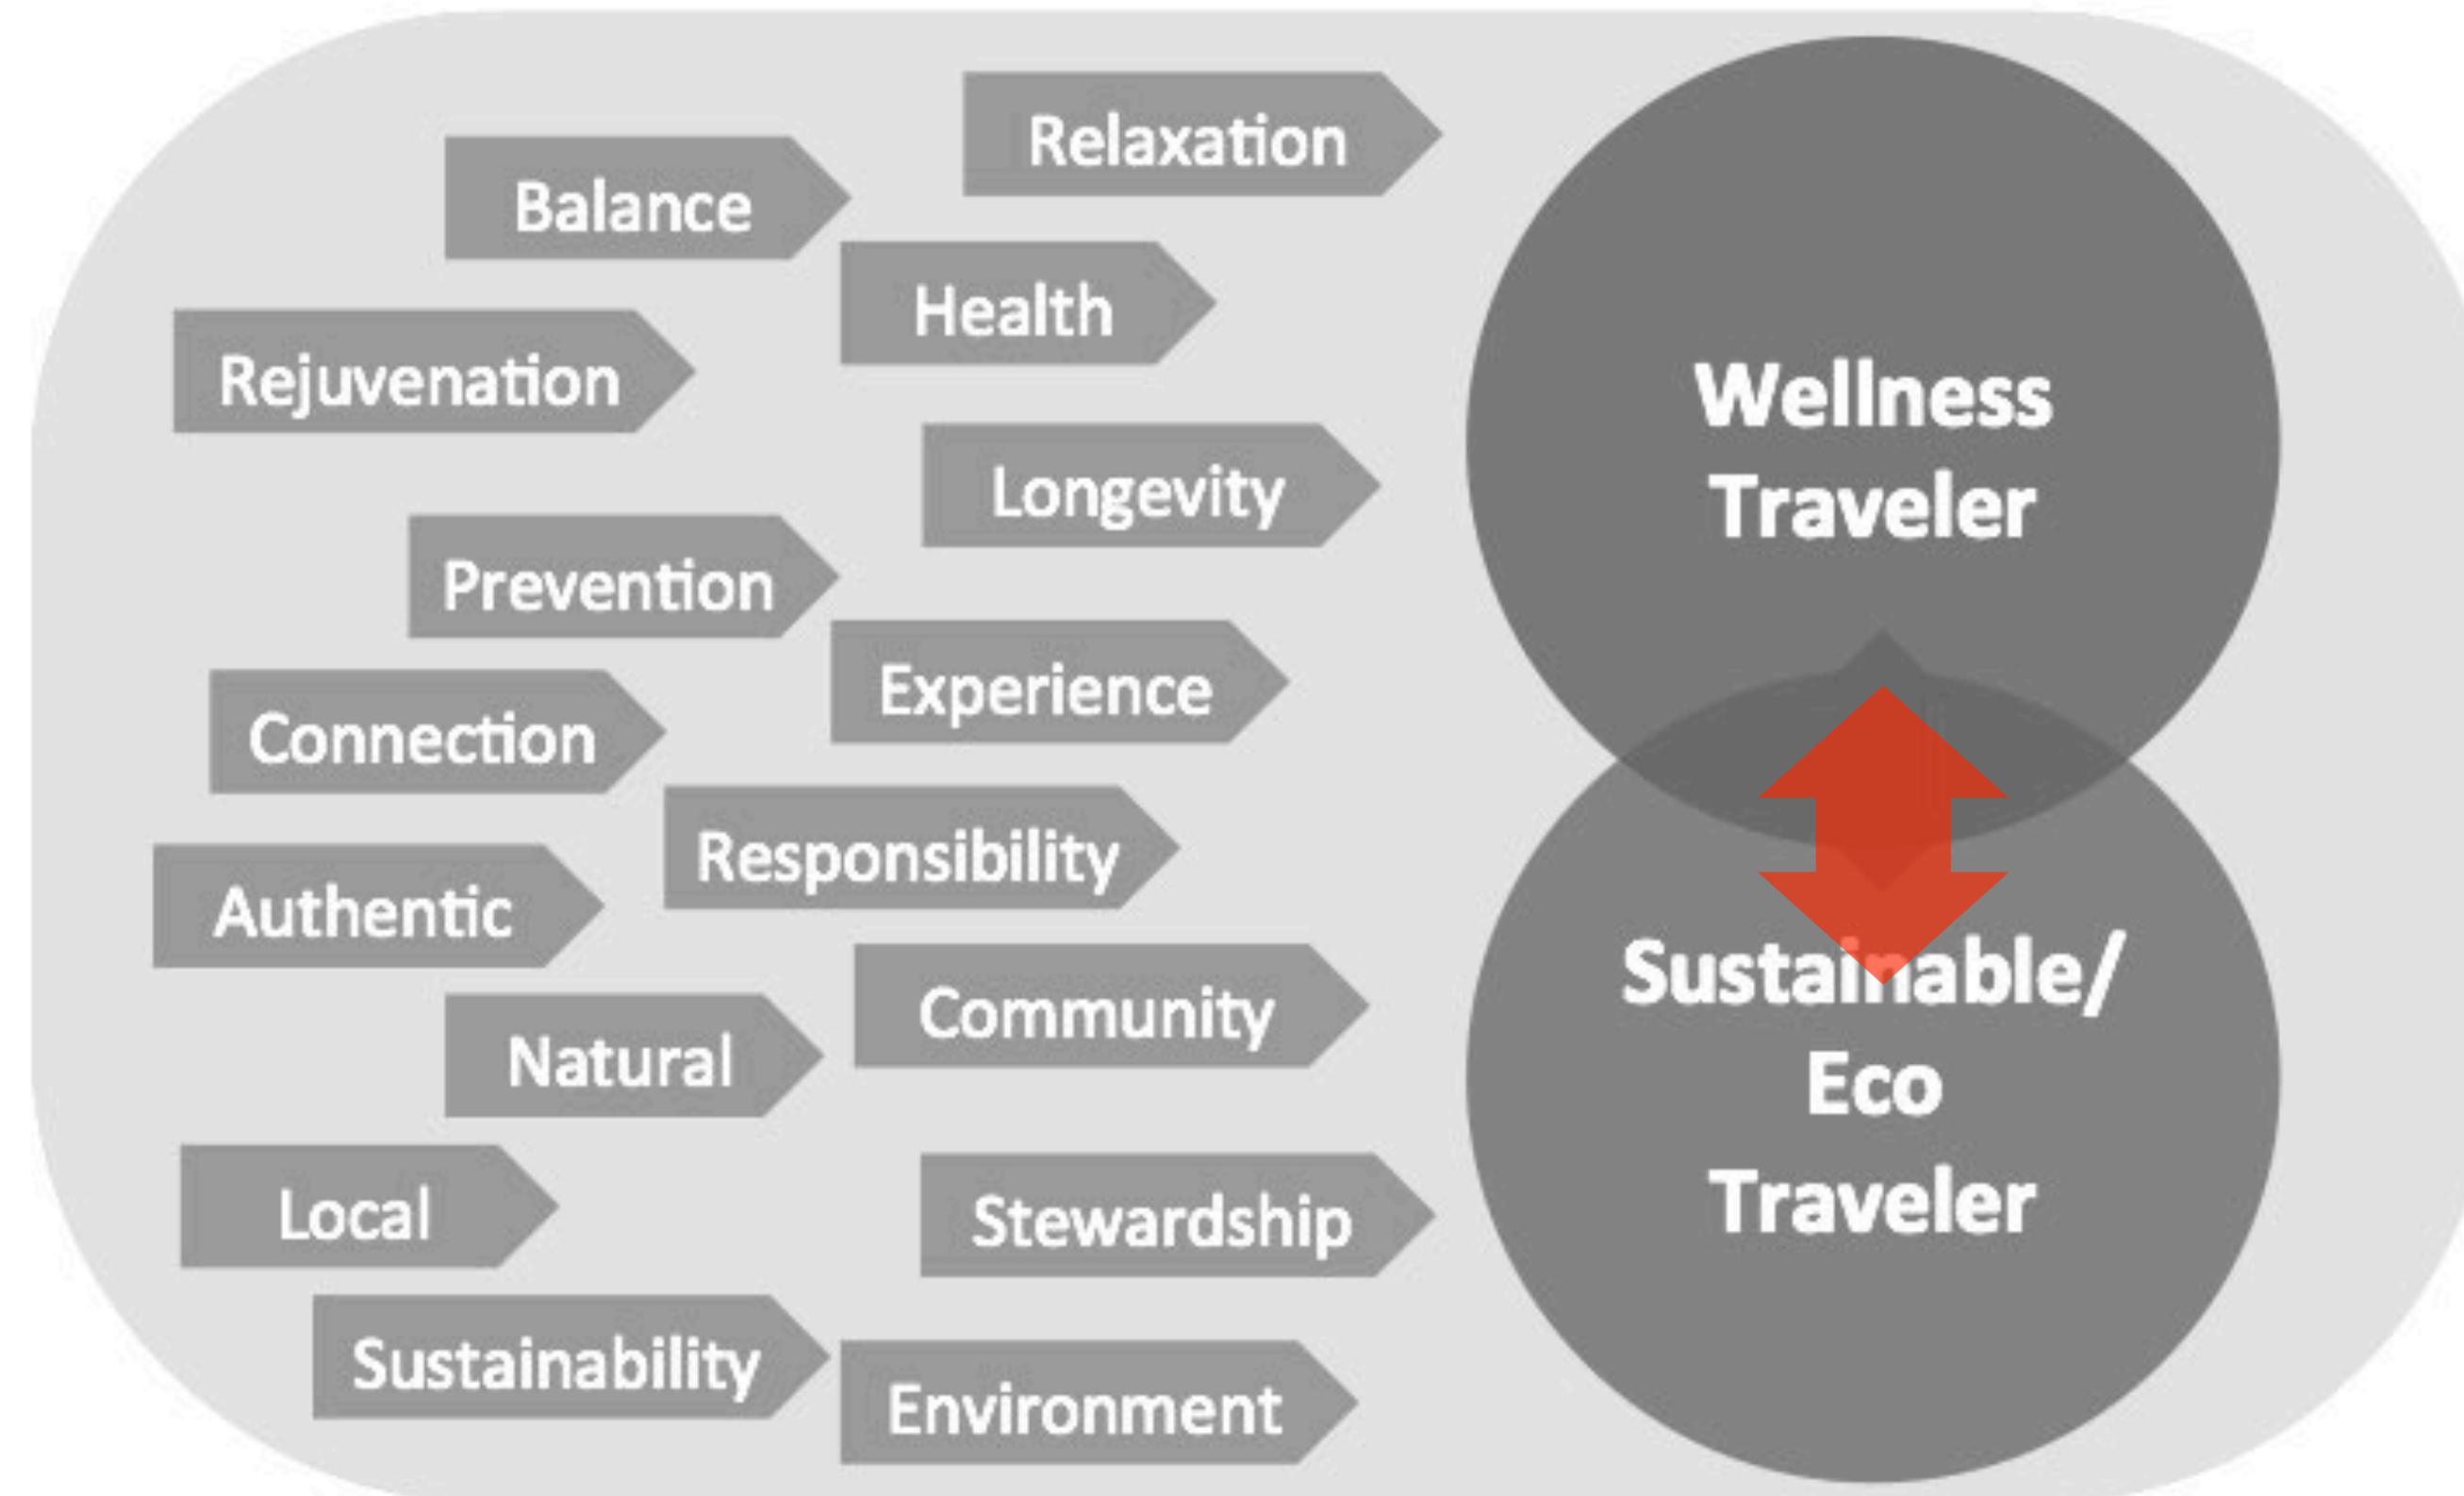 Relaxation
Balance
Health
Rejuvenation
Longevity
Prevention
Experience
Connection
Responsibility
Authentic
Community
Natural
Local
Stewardship
Sustainability
Environment
Wellness
Traveler
Sustainable/
Eco
Traveler